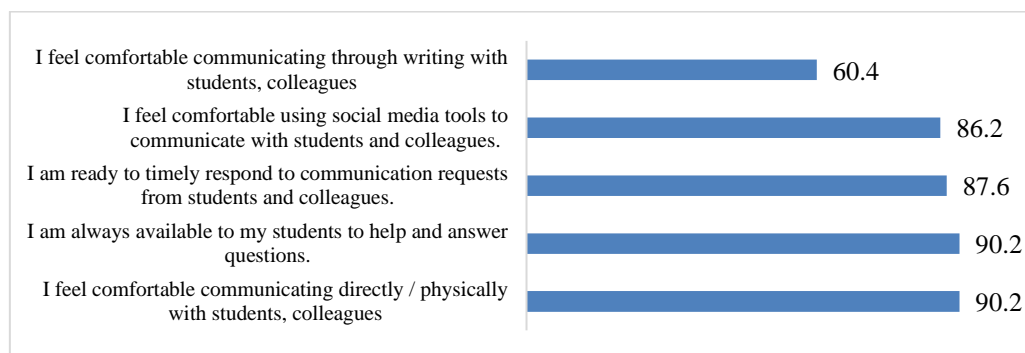 I feel comfortable communicating through writing with
students, colleagues
60.4
I feel comfortable using social media tools to
communicate with students and colleagues.
86.2
I am ready to timely respond to communication requests
from students and colleagues.
87.6
I am always available to my students to help and answer
questions.
90.2
I feel comfortable communicating directly / physically
with students, colleagues
90.2